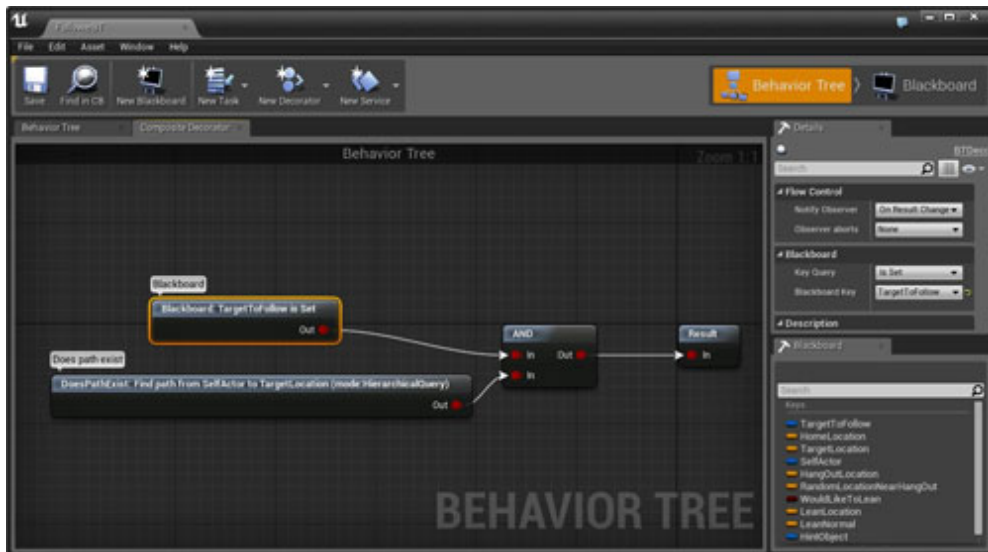 FollowerBT
File Edit Asset Window Help
Save Find in CB New Blackboard New Task New Decorator New Service
Behavior Tree Blackboard
Behavior Tree Composite Decorator
Behavior Tree Zoom 1:1
Blackboard
Blackboard: TargetToFollow is Set
Out
Does path exist
DoesPathExist: Find path from SelfActor to TargetLocation (mode:HierarchicalQuery)
Out
AND
In Out
In
Result
In
BEHAVIOR TREE
Details
BTDeco
Search
Flow Control
Notify Observer On Result Change
Observer aborts None
Blackboard
Key Query Is Set
Blackboard Key TargetToFollow
Description
Blackboard
Search
Keys
TargetToFollow
HomeLocation
TargetLocation
SelfActor
HangOutLocation
RandomLocationNearHangOut
WouldLikeToLean
LeanLocation
LeanNormal
HintObject